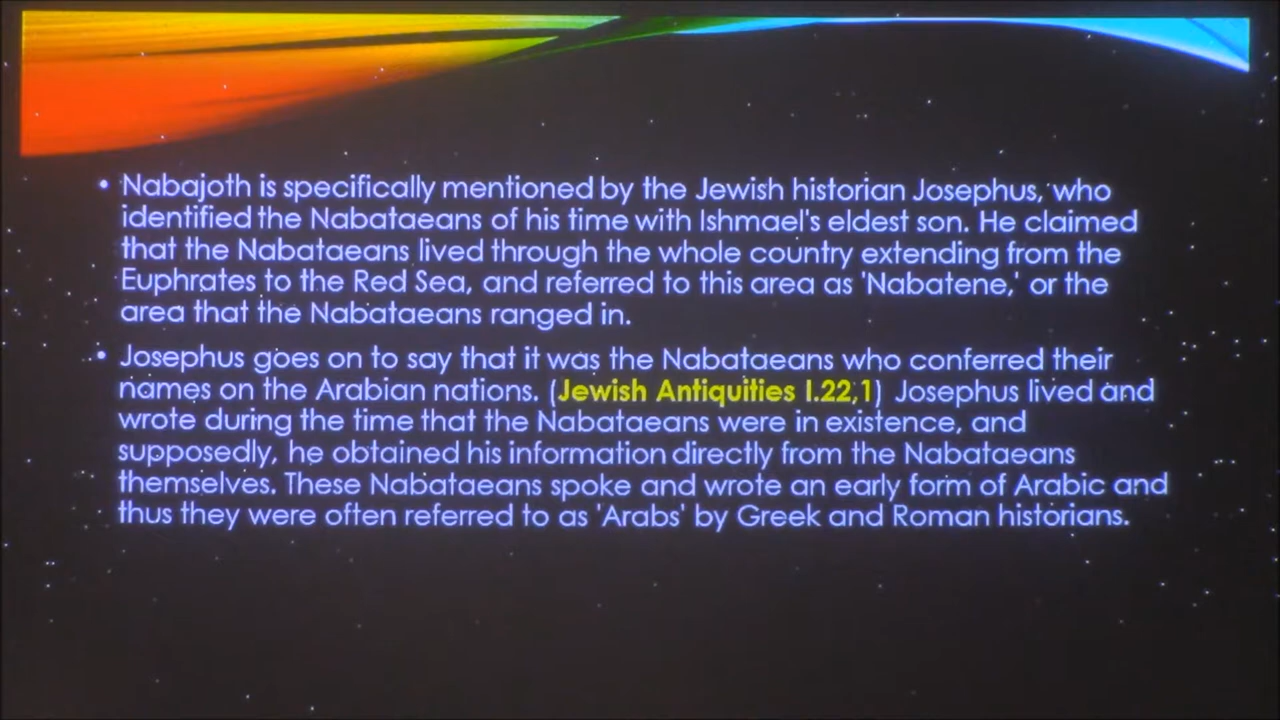 • Nabajoth is specifically mentioned by the Jewish historian Josephus, who
identified the Nabataeans of his time with Ishmael's eldest son. He claimed
that the Nabataeans lived through the whole country extending from the
Euphrates to the Red Sea, and referred to this area as 'Nabatene,' or the
area that the Nabataeans ranged in.
• Josephus goes on to say that it was the Nabataeans who conferred their
names on the Arabian nations. (Jewish Antiquities I.22,1) Josephus lived and
wrote during the time that the Nabataeans were in existence, and
supposedly, he obtained his information directly from the Nabataeans
themselves. These Nabataeans spoke and wrote an early form of Arabic and
thus they were often referred to as 'Arabs' by Greek and Roman historians.